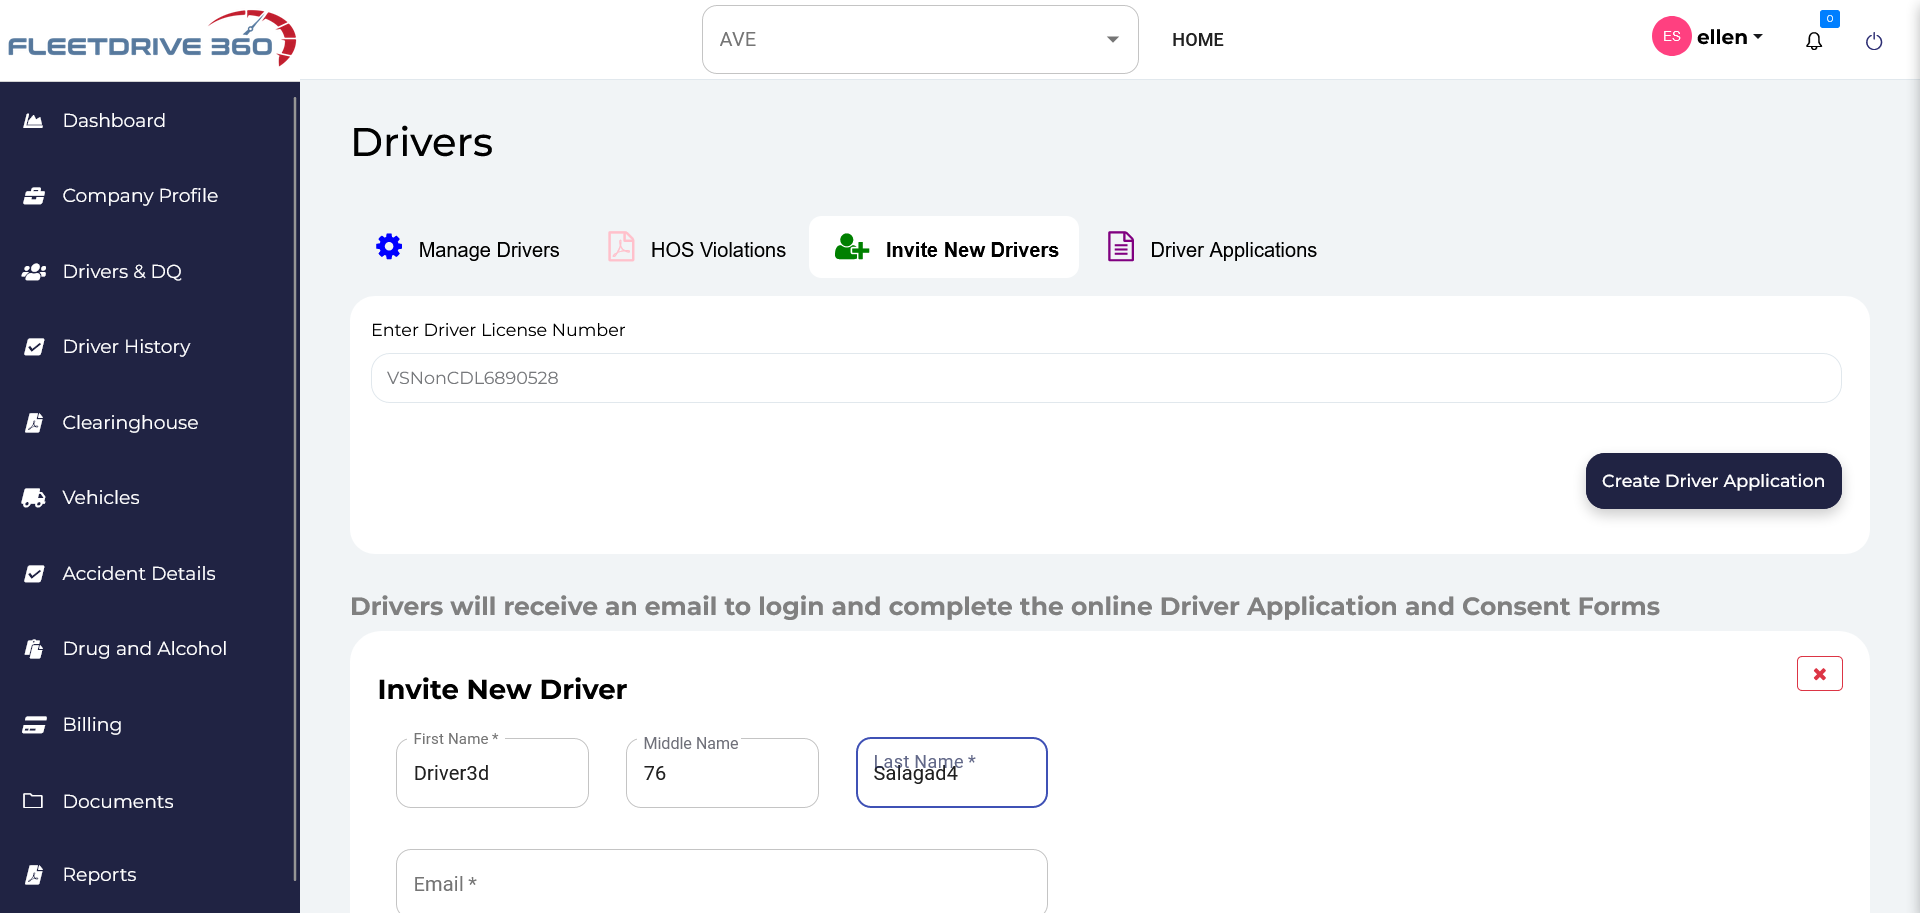 FLEETDRIVE 360
AVE
HOME
ES
ellen
0
Dashboard
Company Profile
Drivers & DQ
Driver History
Clearinghouse
Vehicles
Accident Details
Drug and Alcohol
Billing
Documents
Reports
Drivers
Manage Drivers
HOS Violations
Invite New Drivers
Driver Applications
Enter Driver License Number
VSNonCDL6890528
Create Driver Application
Drivers will receive an email to login and complete the online Driver Application and Consent Forms
Invite New Driver
First Name *
Driver3d
Middle Name
76
Last Name *
Salagad4
Email *